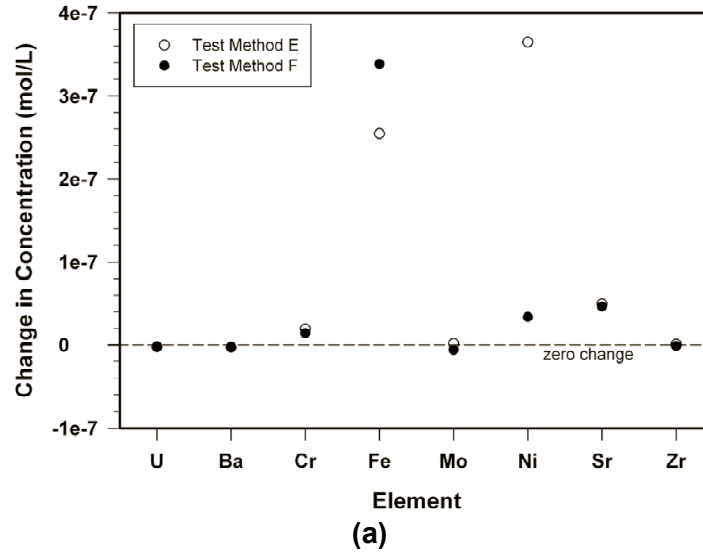 4e-7
Test Method E
Test Method F
3e-7
2e-7
1e-7
0
-1e-7
Change in Concentration (mol/L)
zero change
U Ba Cr Fe Mo Ni Sr Zr
Element
(a)